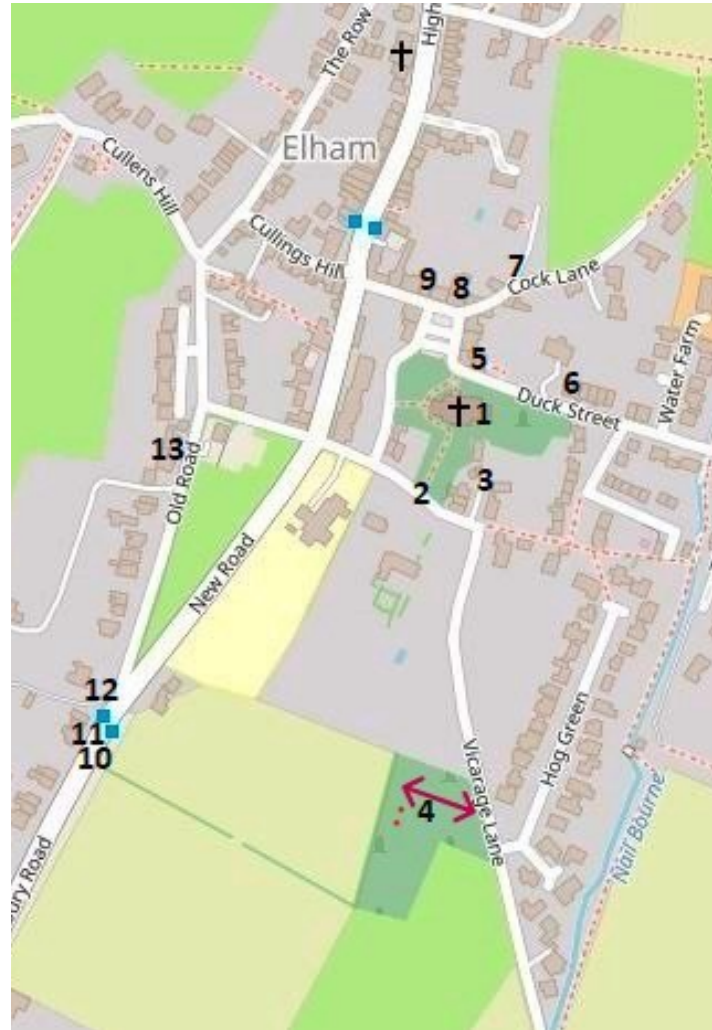 High
The Row
Elham
Cullens Hill
Cullings Hill
7
9
8
Cock Lane
5
6
Duck Street
Water Farm
1
13
Old Road
2
3
New Road
12
11
10
Hog Green
Vicarage Lane
4
Nail Bourne
ury Road